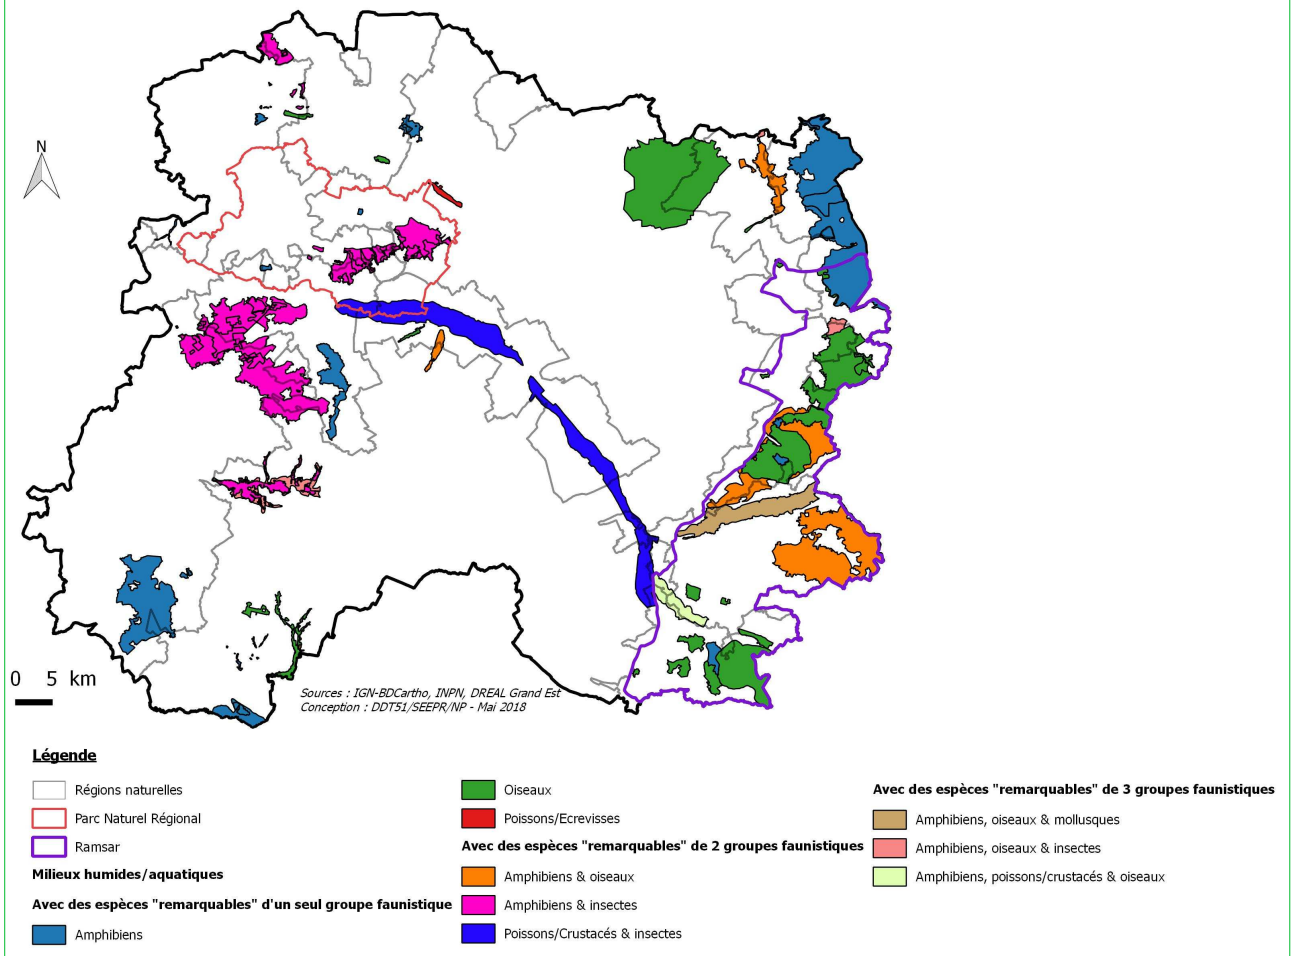 N
0 5 km
Sources : IGN-BDCartho, INPN, DREAL Grand Est
Conception : DDT51/SEEPR/NP - Mai 2018
Légende
Régions naturelles
Parc Naturel Régional
Ramsar
Milieux humides/aquatiques
Avec des espèces "remarquables" d'un seul groupe faunistique
Amphibiens
Oiseaux
Poissons/Ecrevisses
Avec des espèces "remarquables" de 2 groupes faunistiques
Amphibiens & oiseaux
Amphibiens & insectes
Poissons/Crustacés & insectes
Avec des espèces "remarquables" de 3 groupes faunistiques
Amphibiens, oiseaux & mollusques
Amphibiens, oiseaux & insectes
Amphibiens, poissons/crustacés & oiseaux